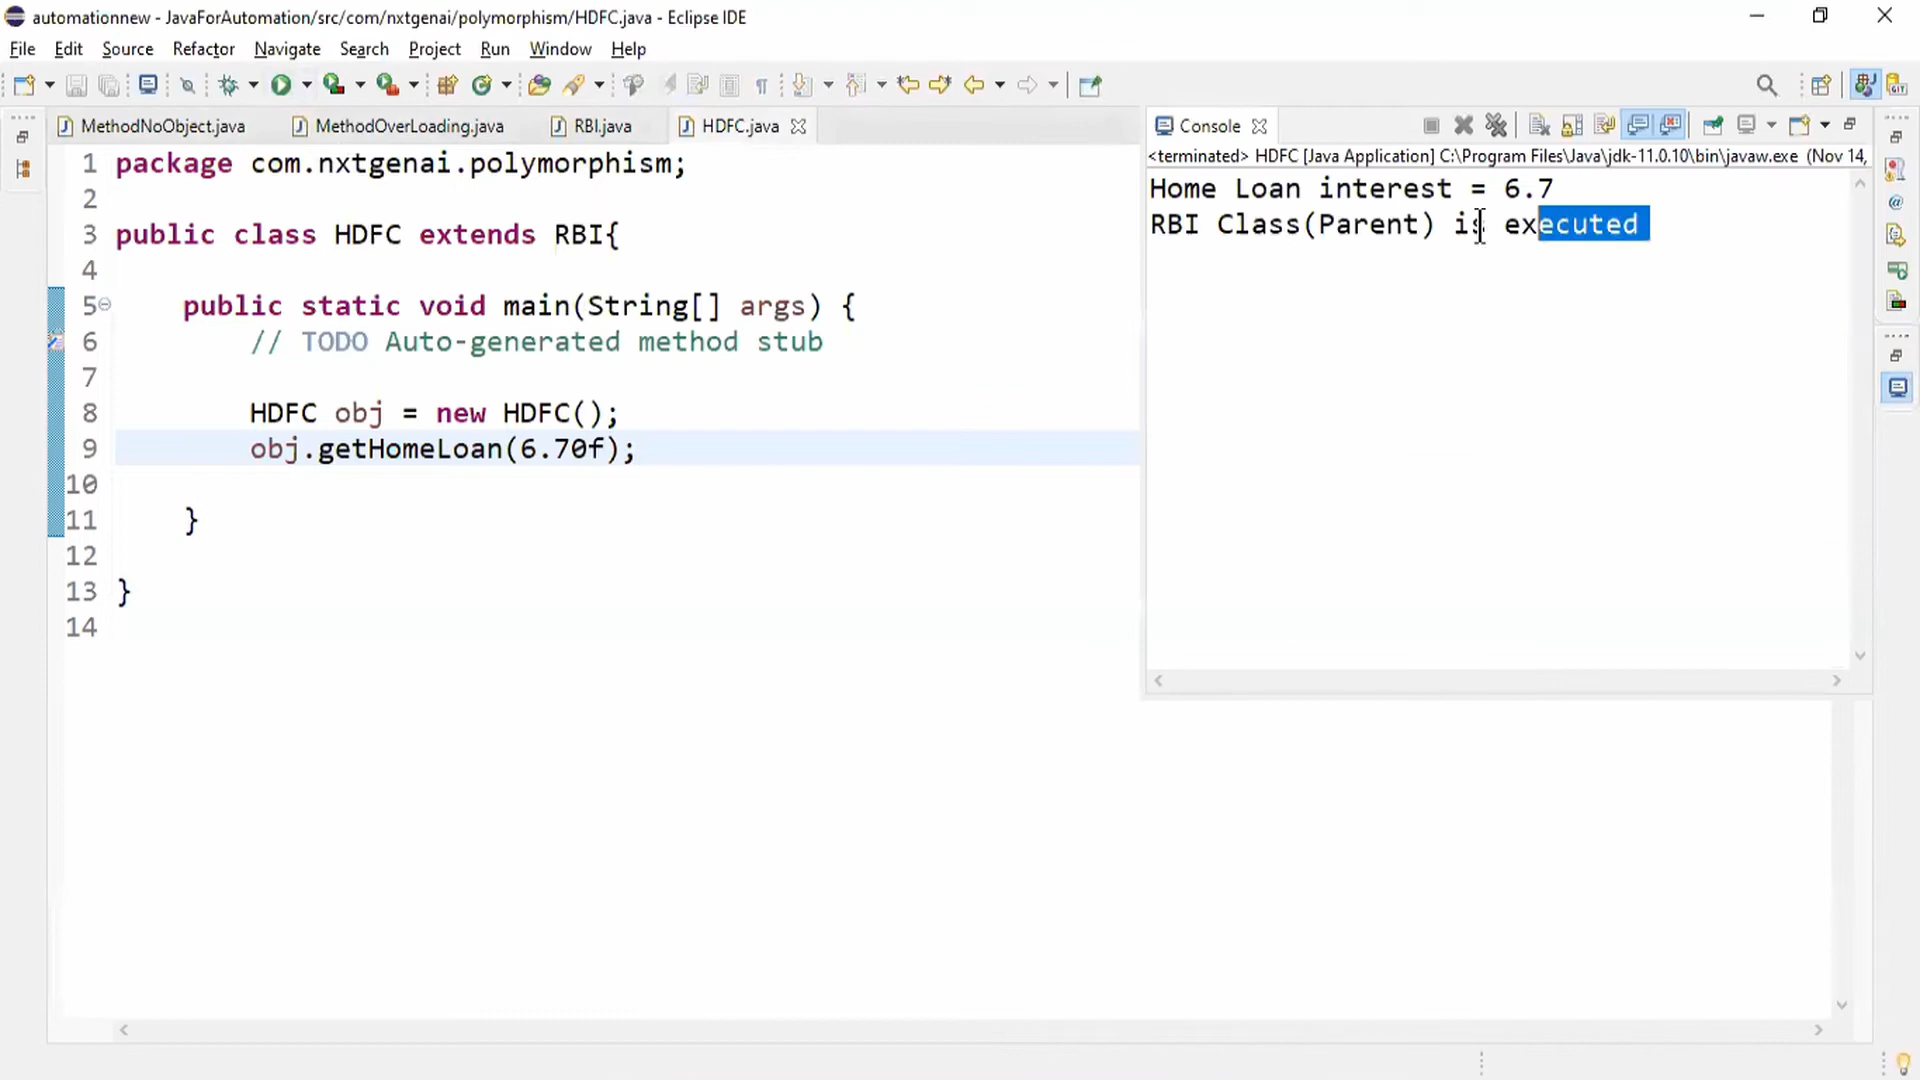 automationnew - JavaForAutomation/src/com/nxtgenai/polymorphism/HDFC.java - Eclipse IDE
File Edit Source Refactor Navigate Search Project Run Window Help
MethodNoObject.java MethodOverLoading.java RBI.java HDFC.java
1 package com.nxtgenai.polymorphism;
2
3 public class HDFC extends RBI{
4
5 public static void main(String[] args) {
6 // TODO Auto-generated method stub
7
8 HDFC obj = new HDFC();
9 obj.getHomeLoan(6.70f);
10
11 }
12
13 }
14
Console
<terminated> HDFC [Java Application] C:\Program Files\Java\jdk-11.0.10\bin\javaw.exe (Nov 14,
Home Loan interest = 6.7
RBI Class(Parent) is executed